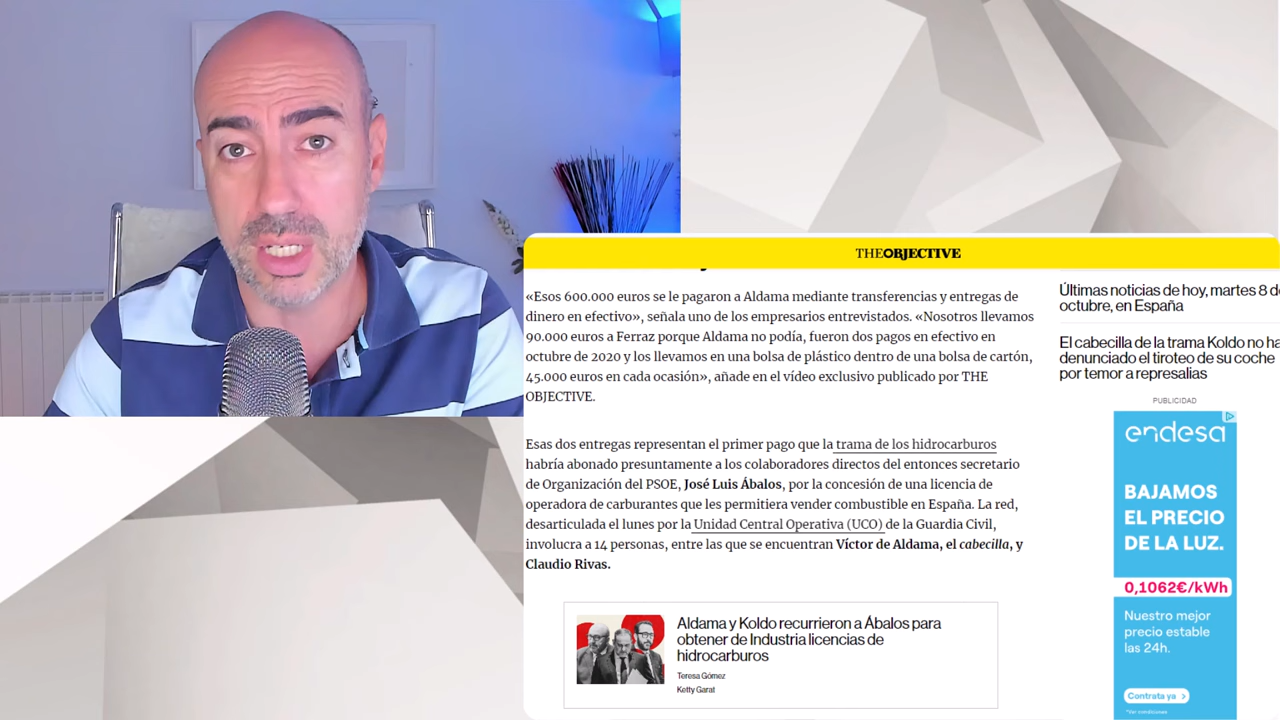 THE OBJECTIVE
«Esos 600.000 euros se le pagaron a Aldama mediante transferencias y entregas de
dinero en efectivo», señala uno de los empresarios entrevistados. «Nosotros llevamos
90.000 euros a Ferraz porque Aldama no podía, fueron dos pagos en efectivo en
octubre de 2020 y los llevamos en una bolsa de plástico dentro de una bolsa de cartón,
45.000 euros en cada ocasión», añade en el vídeo exclusivo publicado por THE
OBJECTIVE.
Esas dos entregas representan el primer pago que la trama de los hidrocarburos
habría abonado presuntamente a los colaboradores directos del entonces secretario
de Organización del PSOE, José Luis Ábalos, por la concesión de una licencia de
operadora de carburantes que les permitiera vender combustible en España. La red,
desarticulada el lunes por la Unidad Central Operativa (UCO) de la Guardia Civil,
involucra a 14 personas, entre las que se encuentran Víctor de Aldama, el cabecilla, y
Claudio Rivas.
Aldama y Koldo recurrieron a Ábalos para
obtener de Industria licencias de
hidrocarburos
Teresa Gómez
Ketty Garat
Últimas noticias de hoy, martes 8 de
octubre, en España
El cabecilla de la trama Koldo no ha
denunciado el tiroteo de su coche
por temor a represalias
PUBLICIDAD
endesa
BAJAMOS
EL PRECIO
DE LA LUZ.
0,1062€/kWh
Nuestro mejor
precio estable
las 24h.
Contrata ya >
*Ver condiciones